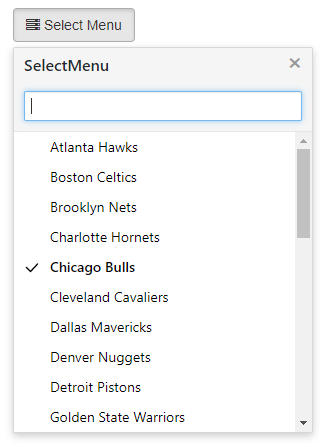 Select Menu
SelectMenu
Atlanta Hawks
Boston Celtics
Brooklyn Nets
Charlotte Hornets
Chicago Bulls
Cleveland Cavaliers
Dallas Mavericks
Denver Nuggets
Detroit Pistons
Golden State Warriors